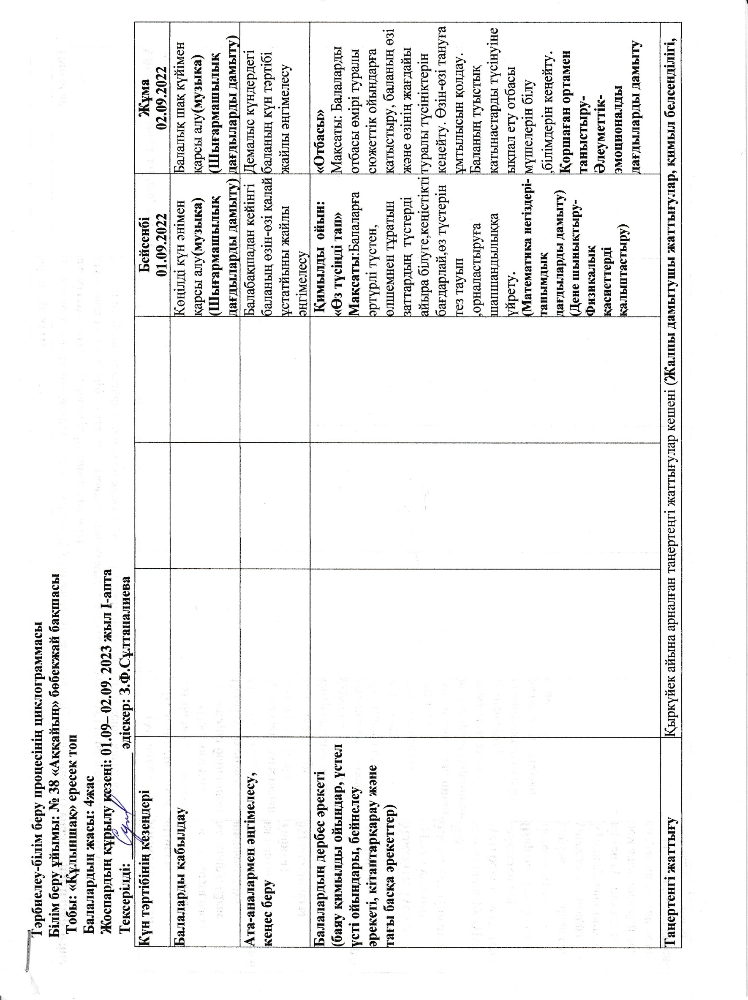 Тәрбиелеу-білім беру процесінің циклограммасы
Білім беру ұйымы: № 38 «Аққайың» бөбекжай бақшасы
Тобы: «Құлыншақ» ересек топ
Балалардың жасы: 4жас
Жоспардың құрылу кезеңі: 01.09– 02.09. 2023 жыл I-апта
Тексерілді: әдіскер: З.Ф.Сұлтаналиева
Күн тәртібінің кезеңдері
Бейсенбі
01.09.2022
Жұма
02.09.2022
Балаларды қабылдау
Көңілді күн әнімен
қарсы алу(музыка)
(Шығармашылық
дағдыларды дамыту)
Балалық шақ күйімен
қарсы алу(музыка)
(Шығармашылық
дағдыларды дамыту)
Ата-аналармен әңгімелесу,
кеңес беру
Балабақшадан кейінгі
баланың өзін-өзі қалай
ұстатйыны жайлы
әңгімелесу
Демалыс күндердегі
баланың күн тәртібі
жайлы әңгімелесу
Балалардың дербес әрекеті
(баяу қимылды ойындар, үстел
үсті ойындары, бейнелеу
әрекеті, кітаптарқарау және
тағы басқа әрекеттер)
Қимылды ойын:
«Өз түсіңді тап»
Мақсаты:Балаларға
әртүрлі түстен,
өлшемнен тұратын
заттардың түстерді
айыра білуге,кеңістікті
бағдарлай,өз түстерін
тез тауып
,орналастыруға
шапшандылыққа
үйрету.
(Математика негіздері-
танымдық
дағдыларды дамыту)
(Дене шынықтыру-
Физикалық
қасиеттерді
қалыптастыру)
«Отбасы»
Мақсаты: Балаларды
отбасы өмірі туралы
сюжеттік ойындарға
қатыстыру, баланың өзі
және өзінің жағдайы
туралы түсініктерін
кеңейту. Өзін-өзі тануға
ұмтылысын қолдау.
Баланың туыстық
қатынастарды түсінуіне
ықпал ету отбасы
мүшелерін білу
,білімдерін кеңейту.
Қоршаған ортамен
таныстыру-
Әлеуметтік-
эмоционалды
дағдыларды дамыту
Таңертенгі жаттығу
Қыркүйек айына арналған таңертеңгі жаттығулар кешені (Жалпы дамытушы жаттығулар, қимыл белсенділігі,